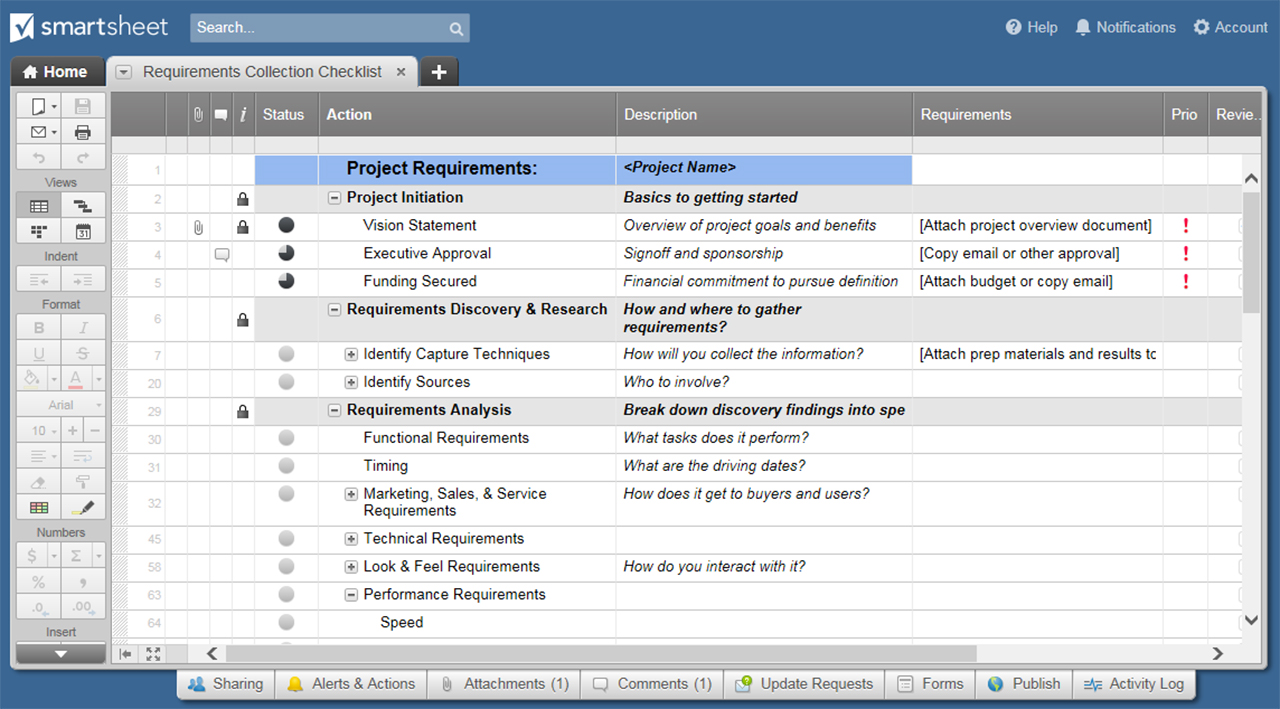 smartsheet
Search...
Help
Notifications
Account
Home
Requirements Collection Checklist
i Status Action Description Requirements Prio Revie..
Views
31
Indent
Format
B I
U S
A
Arial
10
Numbers
$ Σ
% ,
.0 .00
Insert
1 Project Requirements: <Project Name>
2 Project Initiation Basics to getting started
3 Vision Statement Overview of project goals and benefits [Attach project overview document] !
4 Executive Approval Signoff and sponsorship [Copy email or other approval] !
5 Funding Secured Financial commitment to pursue definition [Attach budget or copy email] !
6 Requirements Discovery & Research How and where to gather
requirements?
7 Identify Capture Techniques How will you collect the information? [Attach prep materials and results to
20 Identify Sources Who to involve?
29 Requirements Analysis Break down discovery findings into spe
30 Functional Requirements What tasks does it perform?
31 Timing What are the driving dates?
32 Marketing, Sales, & Service How does it get to buyers and users?
Requirements
45 Technical Requirements
58 Look & Feel Requirements How do you interact with it?
63 Performance Requirements
64 Speed
Sharing
Alerts & Actions
Attachments (1)
Comments (1)
Update Requests
Forms
Publish
Activity Log